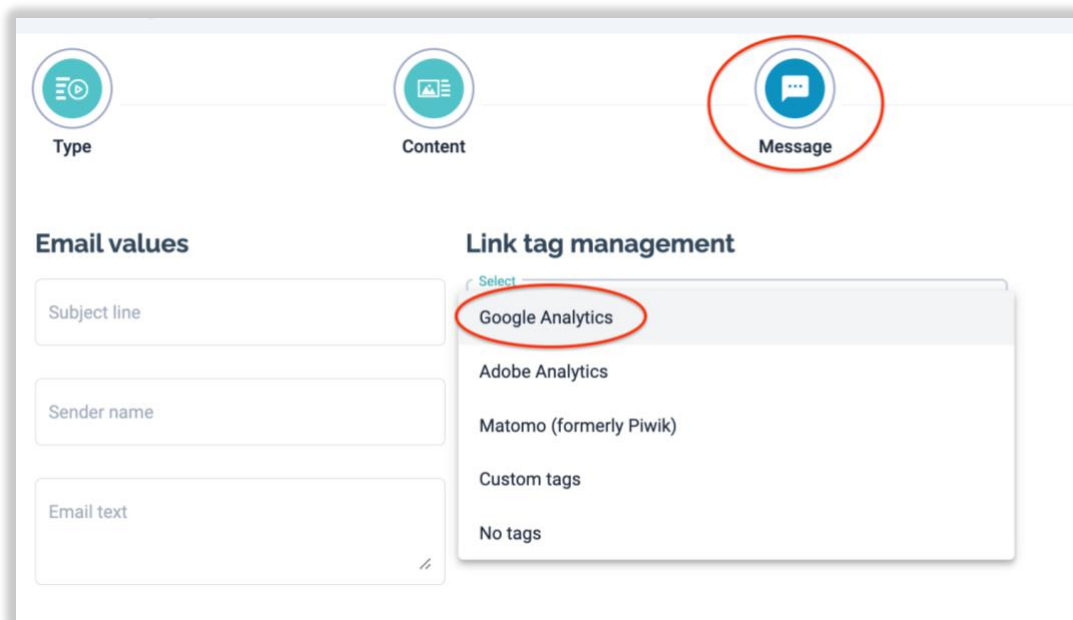 Type
Content
Message
Email values
Link tag management
Select
Subject line
Google Analytics
Adobe Analytics
Sender name
Matomo (formerly Piwik)
Custom tags
Email text
No tags